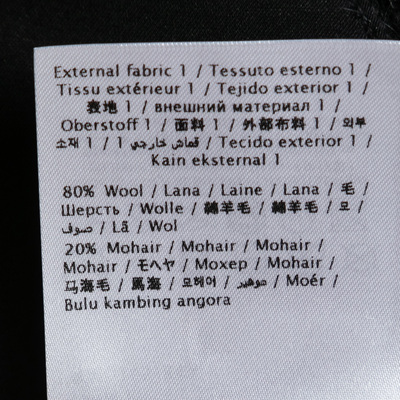 External fabric 1 / Tessuto esterno 1 /
Tissu extérieur 1 / Tejido exterior 1 /
表地 1 / внешний материал 1 /
Oberstoff 1 / 面料 1 / 外部布料 1 / 외부
소재 1 / 1 قماش خارجي / Tecido exterior 1 /
Kain eksternal 1
80% Wool / Lana / Laine / Lana / 毛 /
Шерсть / Wolle / 綿羊毛 / 綿羊毛 / 모 /
صوف / Lã / Wol
20% Mohair / Mohair / Mohair /
Mohair / モヘヤ / Мохер / Mohair /
马海毛 / 馬海 / 모헤어 / موهير / Moér /
Bulu kambing angora